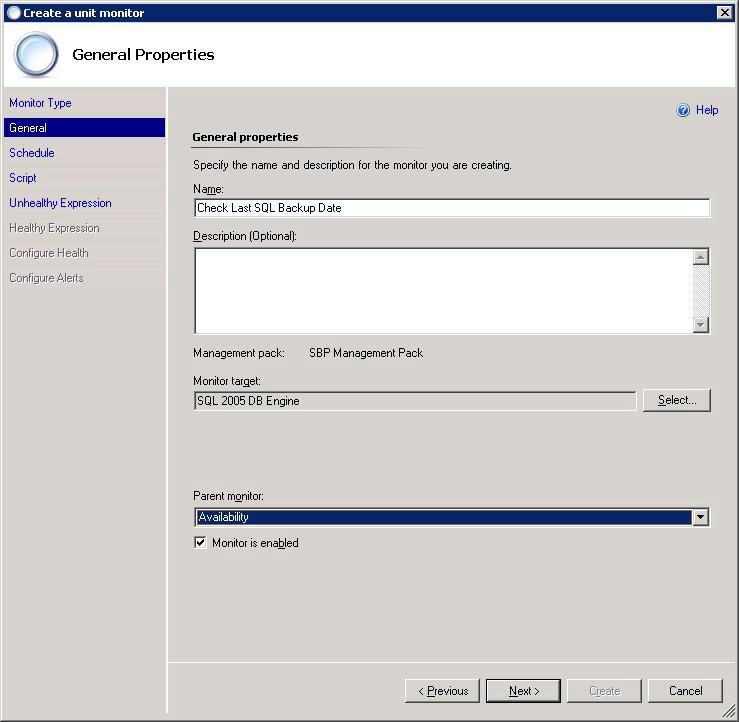 Create a unit monitor
General Properties
Monitor Type
General
Schedule
Script
Unhealthy Expression
Healthy Expression
Configure Health
Configure Alerts
Help
General properties
Specify the name and description for the monitor you are creating.
Name:
Check Last SQL Backup Date
Description (Optional):
Management pack: SBP Management Pack
Monitor target:
SQL 2005 DB Engine
Select...
Parent monitor:
Availability
Monitor is enabled
< Previous
Next >
Create
Cancel